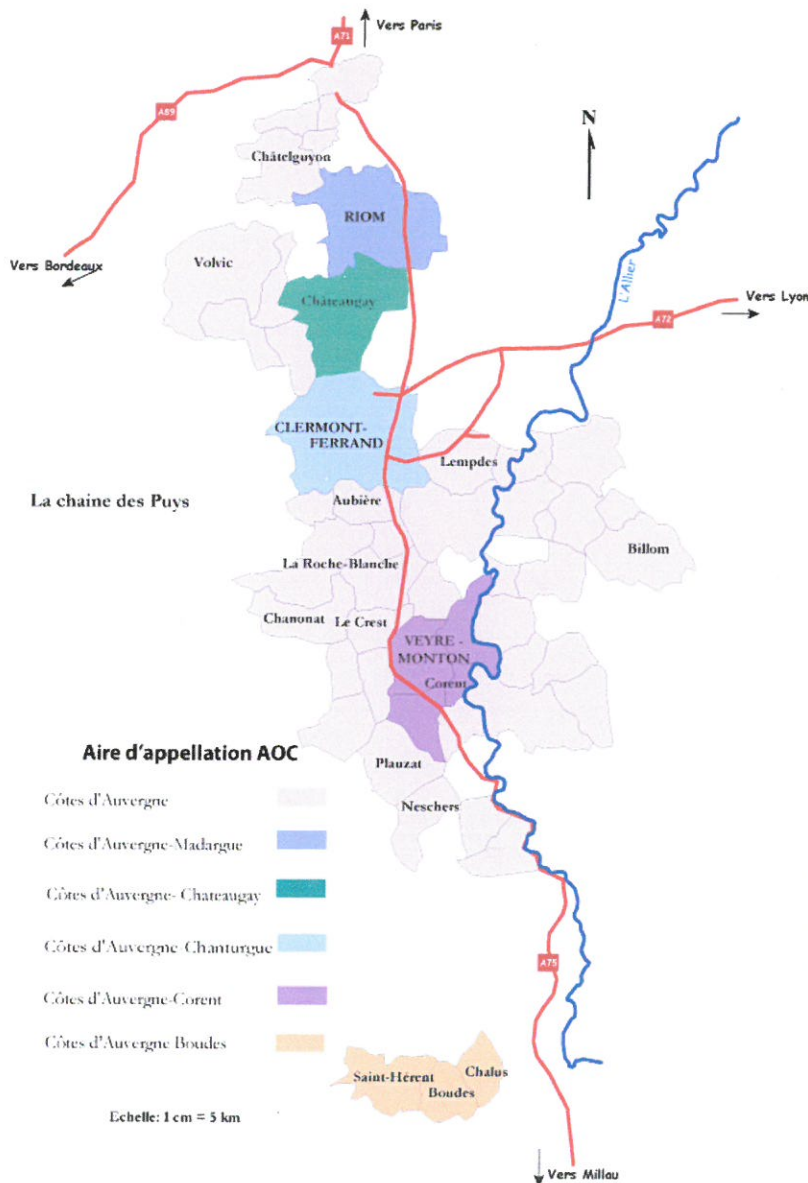 A71
Vers Paris
A89
N
Châtelguyon
RIOM
Volvic
Vers Bordeaux
L'Allier
Châteaugay
Vers Lyon
A72
CLERMONT-
FERRAND
Lempdes
La chaine des Puys
Aubière
Billom
La Roche-Blanche
Chanonat
Le Crest
VEYRE -
MONTON
Corent
Aire d'appellation AOC
Plauzat
Neschers
Côtes d'Auvergne
Côtes d'Auvergne-Madargue
Côtes d'Auvergne- Chateaugay
Côtes d'Auvergne-Chanturgue
A75
Côtes d'Auvergne-Corent
Côtes d'Auvergne Boudes
Saint-Hérent
Chalus
Boudes
Echelle: 1 cm = 5 km
Vers Millau